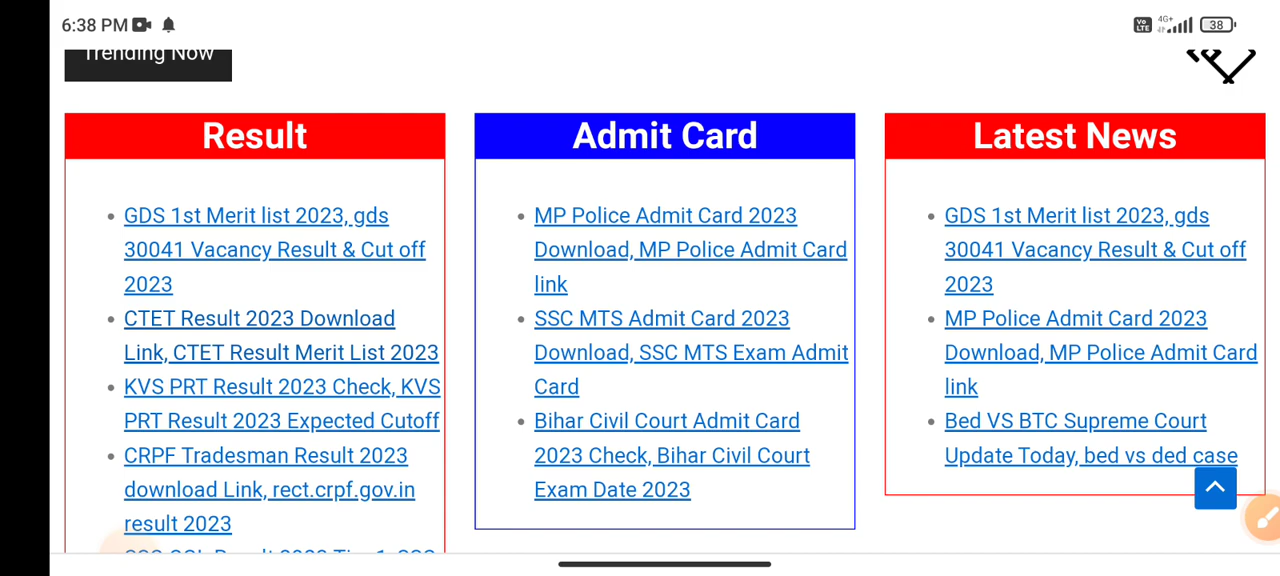 6:38 PM
Vo LTE 4G+ 38
Trending Now
Result
GDS 1st Merit list 2023, gds
30041 Vacancy Result & Cut off
2023
CTET Result 2023 Download
Link, CTET Result Merit List 2023
KVS PRT Result 2023 Check, KVS
PRT Result 2023 Expected Cutoff
CRPF Tradesman Result 2023
download Link, rect.crpf.gov.in
result 2023
Admit Card
MP Police Admit Card 2023
Download, MP Police Admit Card
link
SSC MTS Admit Card 2023
Download, SSC MTS Exam Admit
Card
Bihar Civil Court Admit Card
2023 Check, Bihar Civil Court
Exam Date 2023
Latest News
GDS 1st Merit list 2023, gds
30041 Vacancy Result & Cut off
2023
MP Police Admit Card 2023
Download, MP Police Admit Card
link
Bed VS BTC Supreme Court
Update Today, bed vs ded case